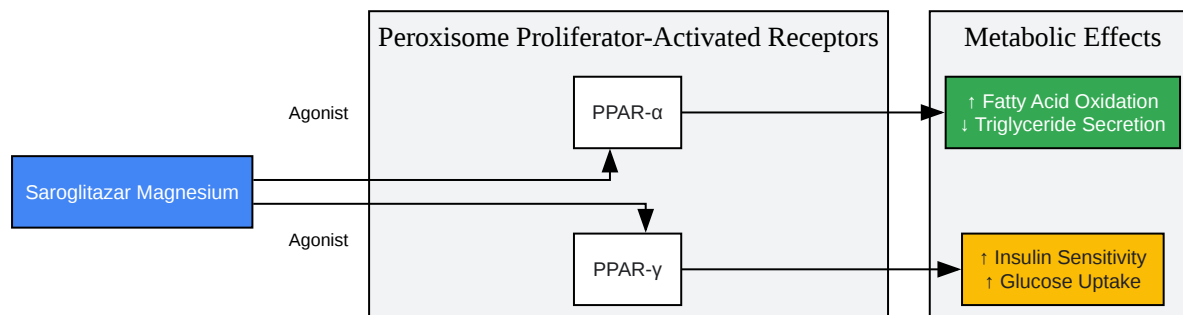 Peroxisome Proliferator-Activated Receptors
Metabolic Effects
Agonist
PPAR-α
↑ Fatty Acid Oxidation
↓ Triglyceride Secretion
Saroglitazar Magnesium
Agonist
PPAR-γ
↑ Insulin Sensitivity
↑ Glucose Uptake